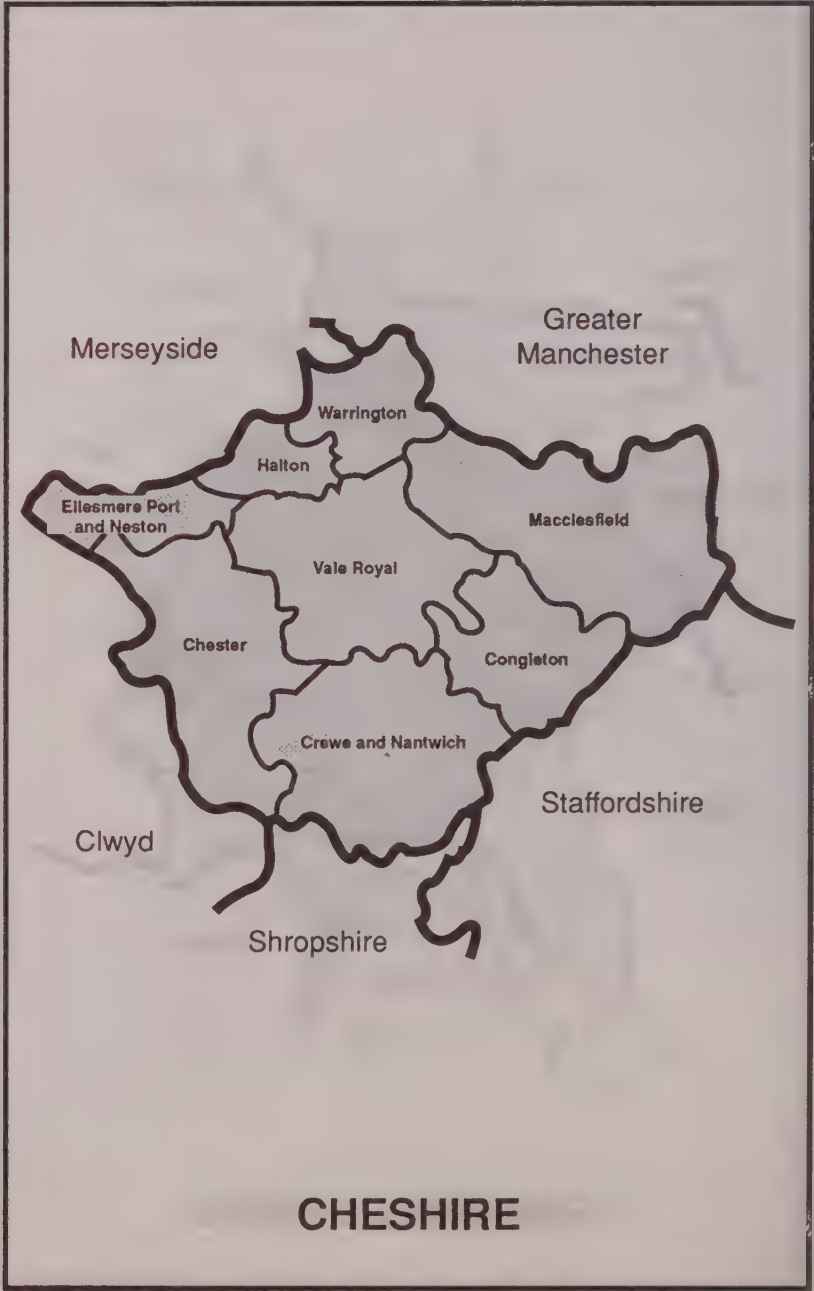 Merseyside
Greater
Manchester
Warrington
Halton
Ellesmere Port
and Neston
Macclesfield
Vale Royal
Chester
Congleton
Crewe and Nantwich
Staffordshire
Clwyd
Shropshire
CHESHIRE